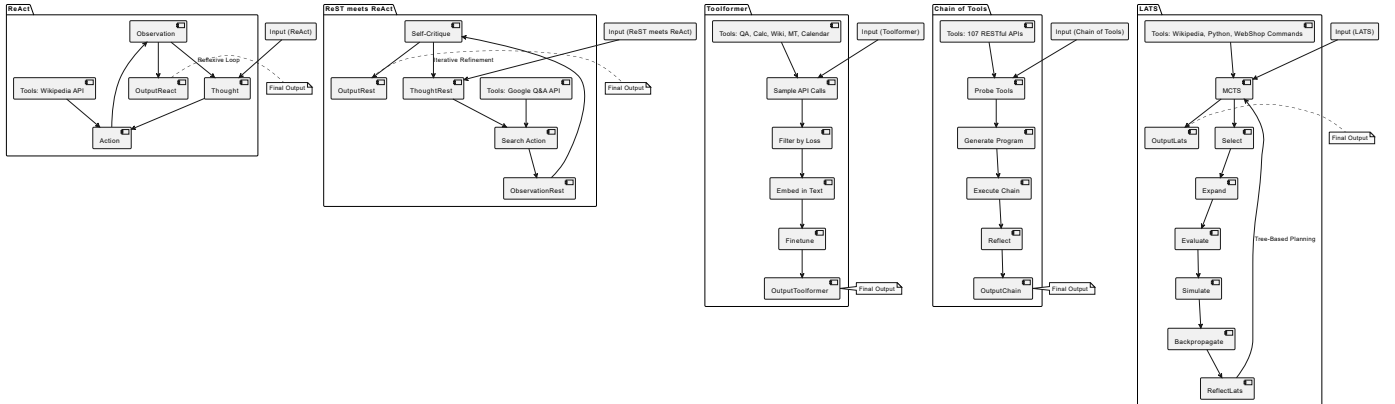 ReAct
Observation
Input (ReAct)
Reflexive Loop
Tools: Wikipedia API
OutputReact
Thought
Final Output
Action
ReST meets ReAct
Self-Critique
Input (ReST meets ReAct)
Iterative Refinement
OutputRest
ThoughtRest
Tools: Google Q&A API
Final Output
Search Action
ObservationRest
Toolformer
Tools: QA, Calc, Wiki, MT, Calendar
Input (Toolformer)
Sample API Calls
Filter by Loss
Embed in Text
Finetune
OutputToolformer
Final Output
Chain of Tools
Tools: 107 RESTful APIs
Input (Chain of Tools)
Probe Tools
Generate Program
Execute Chain
Reflect
OutputChain
Final Output
LATS
Tools: Wikipedia, Python, WebShop Commands
Input (LATS)
MCTS
OutputLats
Select
Final Output
Expand
Evaluate
Tree-Based Planning
Simulate
Backpropagate
ReflectLats